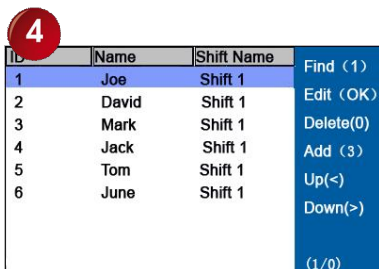 4
ID Name Shift Name
1 Joe Shift 1
2 David Shift 1
3 Mark Shift 1
4 Jack Shift 1
5 Tom Shift 1
6 June Shift 1
Find (1)
Edit (OK)
Delete(0)
Add (3)
Up(<)
Down(>)
(1/0)